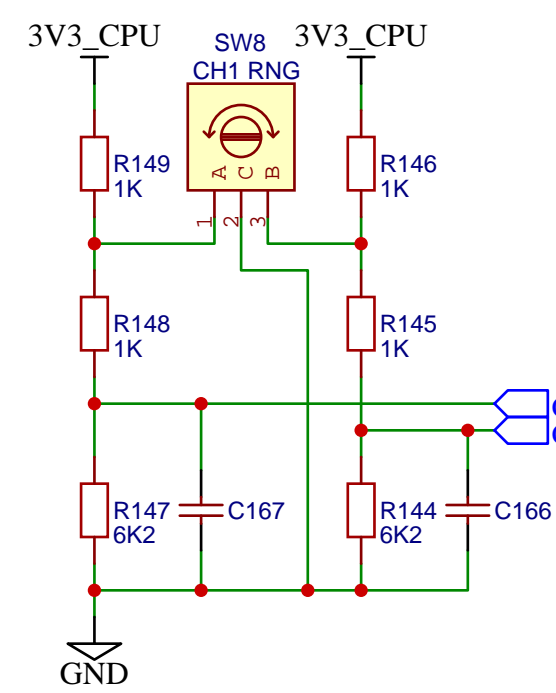 3V3_CPU
SW8
3V3_CPU
CH1 RNG
A
C
B
1
2
3
R149
1K
R146
1K
R148
1K
R145
1K
R147
6K2
C167
R144
6K2
C166
GND